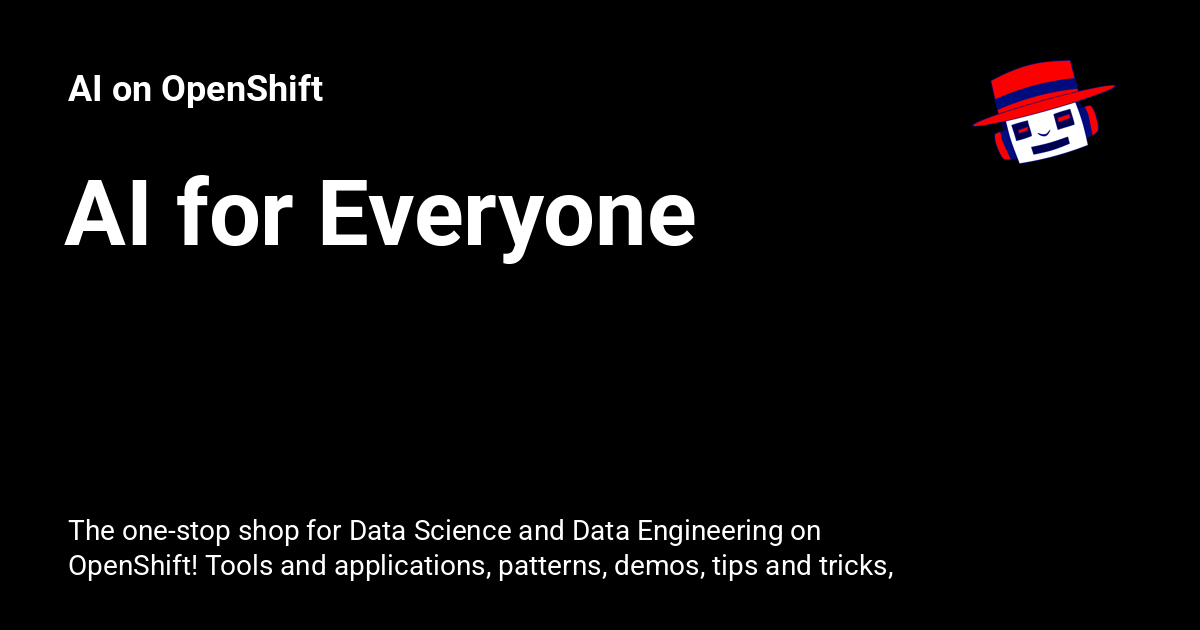 AI on OpenShift
AI for Everyone
The one-stop shop for Data Science and Data Engineering on
OpenShift! Tools and applications, patterns, demos, tips and tricks,